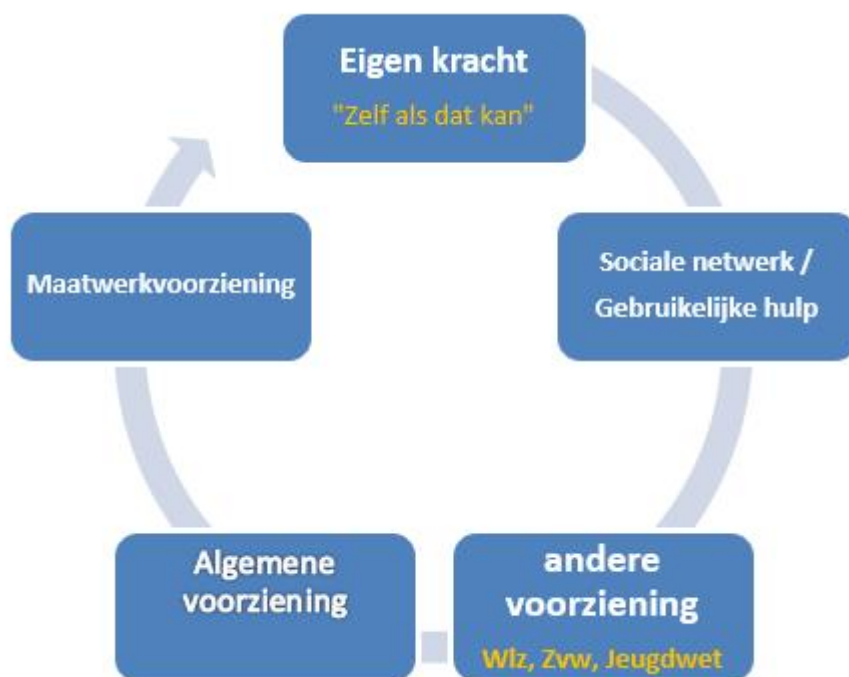 Eigen kracht
"Zelf als dat kan"
Sociale netwerk /
Gebruikelijke hulp
andere
voorziening
Wlz, Zvw, Jeugdwet
Algemene
voorziening
Maatwerkvoorziening